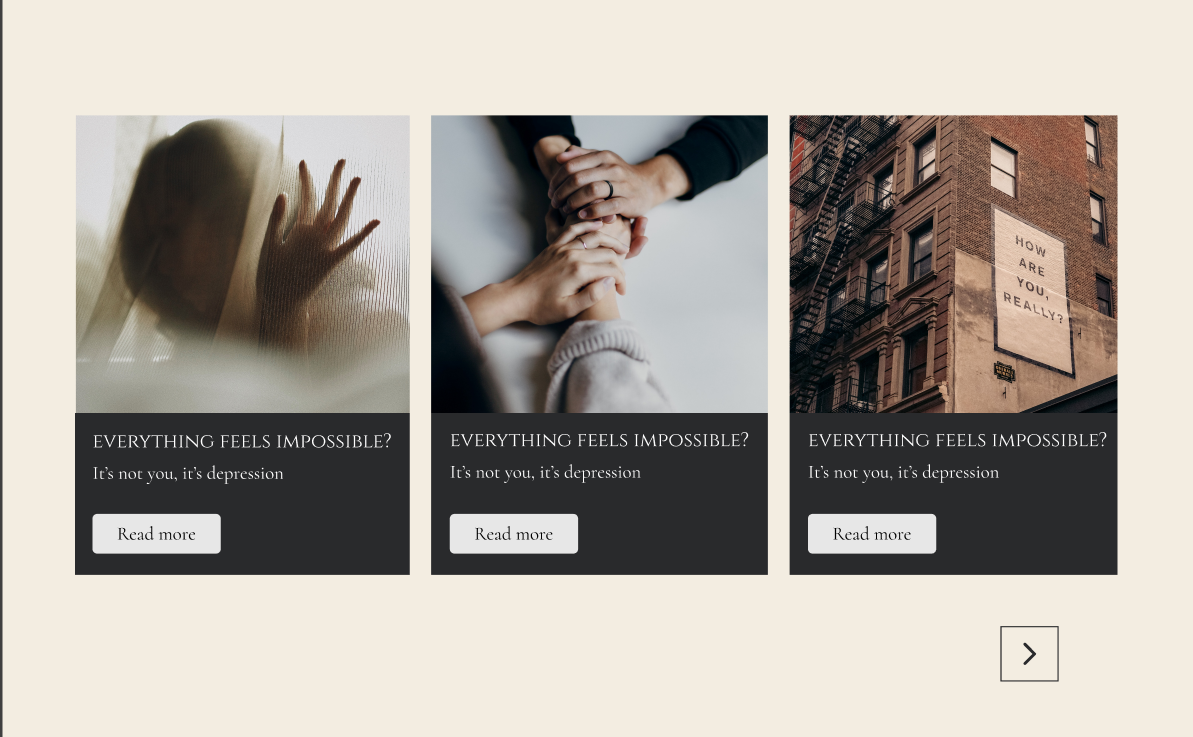 HOW
ARE
YOU,
REALLY?
EVERYTHING FEELS IMPOSSIBLE?
It's not you, it's depression
Read more
EVERYTHING FEELS IMPOSSIBLE?
It's not you, it's depression
Read more
EVERYTHING FEELS IMPOSSIBLE?
It's not you, it's depression
Read more